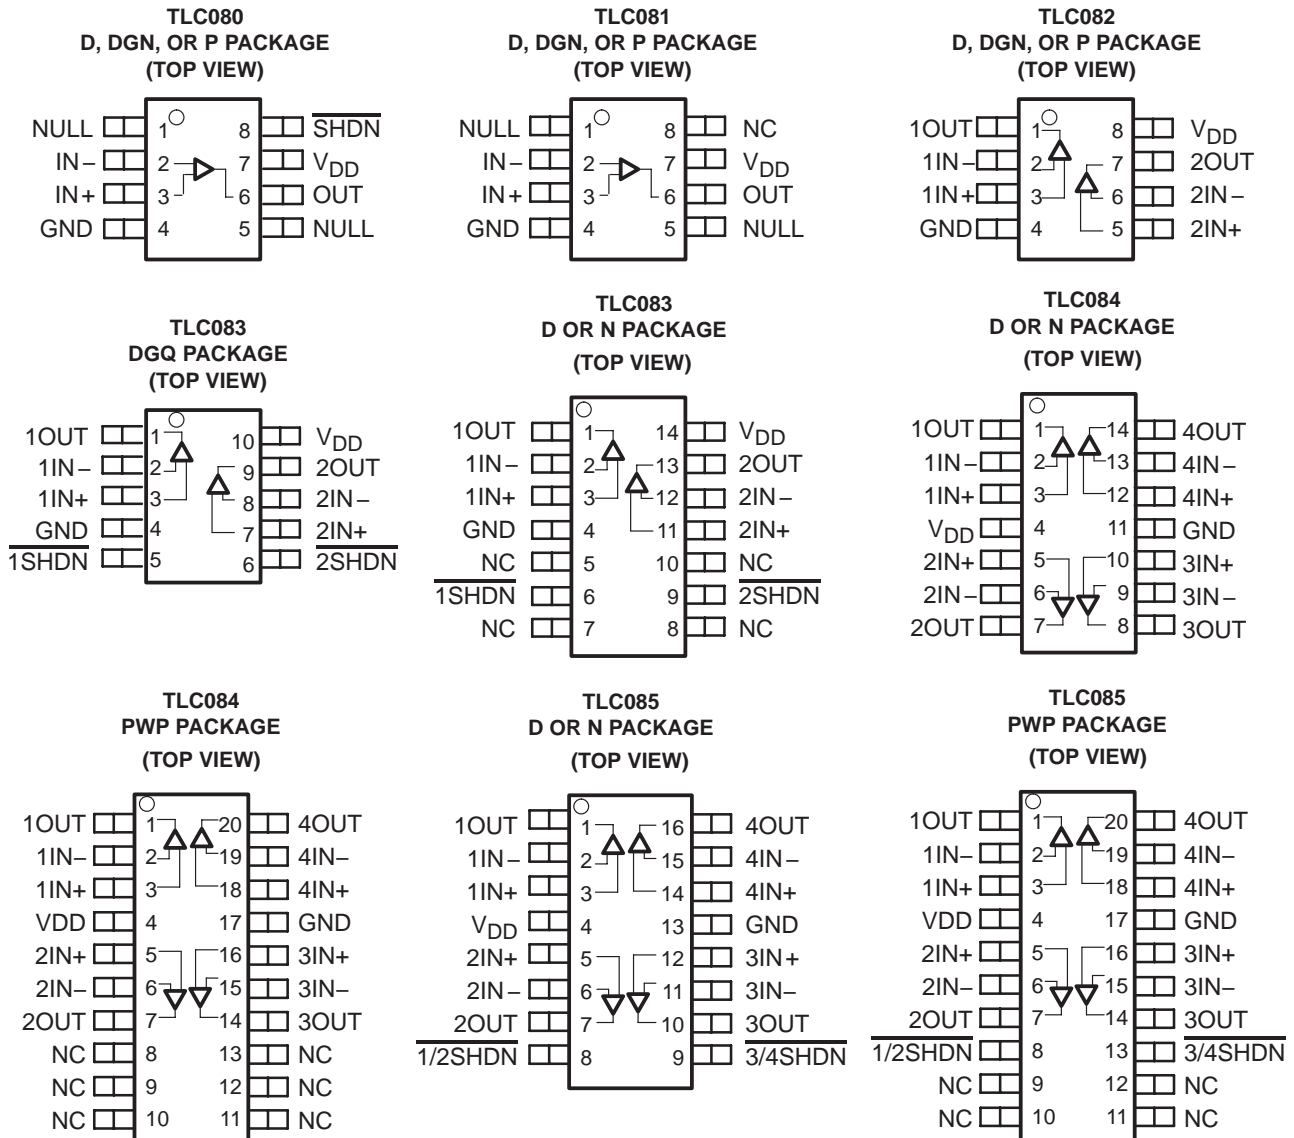 TLC080
D, DGN, OR P PACKAGE
(TOP VIEW)
NULL 1 8 SHDN
IN− 2 7 VDD
IN+ 3 6 OUT
GND 4 5 NULL
TLC081
D, DGN, OR P PACKAGE
(TOP VIEW)
NULL 1 8 NC
IN− 2 7 VDD
IN+ 3 6 OUT
GND 4 5 NULL
TLC082
D, DGN, OR P PACKAGE
(TOP VIEW)
1OUT 1 8 VDD
1IN− 2 7 2OUT
1IN+ 3 6 2IN−
GND 4 5 2IN+
TLC083
DGQ PACKAGE
(TOP VIEW)
1OUT 1 10 VDD
1IN− 2 9 2OUT
1IN+ 3 8 2IN−
GND 4 7 2IN+
1SHDN 5 6 2SHDN
TLC083
D OR N PACKAGE
(TOP VIEW)
1OUT 1 14 VDD
1IN− 2 13 2OUT
1IN+ 3 12 2IN−
GND 4 11 2IN+
NC 5 10 NC
1SHDN 6 9 2SHDN
NC 7 8 NC
TLC084
D OR N PACKAGE
(TOP VIEW)
1OUT 1 14 4OUT
1IN− 2 13 4IN−
1IN+ 3 12 4IN+
VDD 4 11 GND
2IN+ 5 10 3IN+
2IN− 6 9 3IN−
2OUT 7 8 3OUT
TLC084
PWP PACKAGE
(TOP VIEW)
1OUT 1 20 4OUT
1IN− 2 19 4IN−
1IN+ 3 18 4IN+
VDD 4 17 GND
2IN+ 5 16 3IN+
2IN− 6 15 3IN−
2OUT 7 14 3OUT
NC 8 13 NC
NC 9 12 NC
NC 10 11 NC
TLC085
D OR N PACKAGE
(TOP VIEW)
1OUT 1 16 4OUT
1IN− 2 15 4IN−
1IN+ 3 14 4IN+
VDD 4 13 GND
2IN+ 5 12 3IN+
2IN− 6 11 3IN−
2OUT 7 10 3OUT
1/2SHDN 8 9 3/4SHDN
TLC085
PWP PACKAGE
(TOP VIEW)
1OUT 1 20 4OUT
1IN− 2 19 4IN−
1IN+ 3 18 4IN+
VDD 4 17 GND
2IN+ 5 16 3IN+
2IN− 6 15 3IN−
2OUT 7 14 3OUT
1/2SHDN 8 13 3/4SHDN
NC 9 12 NC
NC 10 11 NC